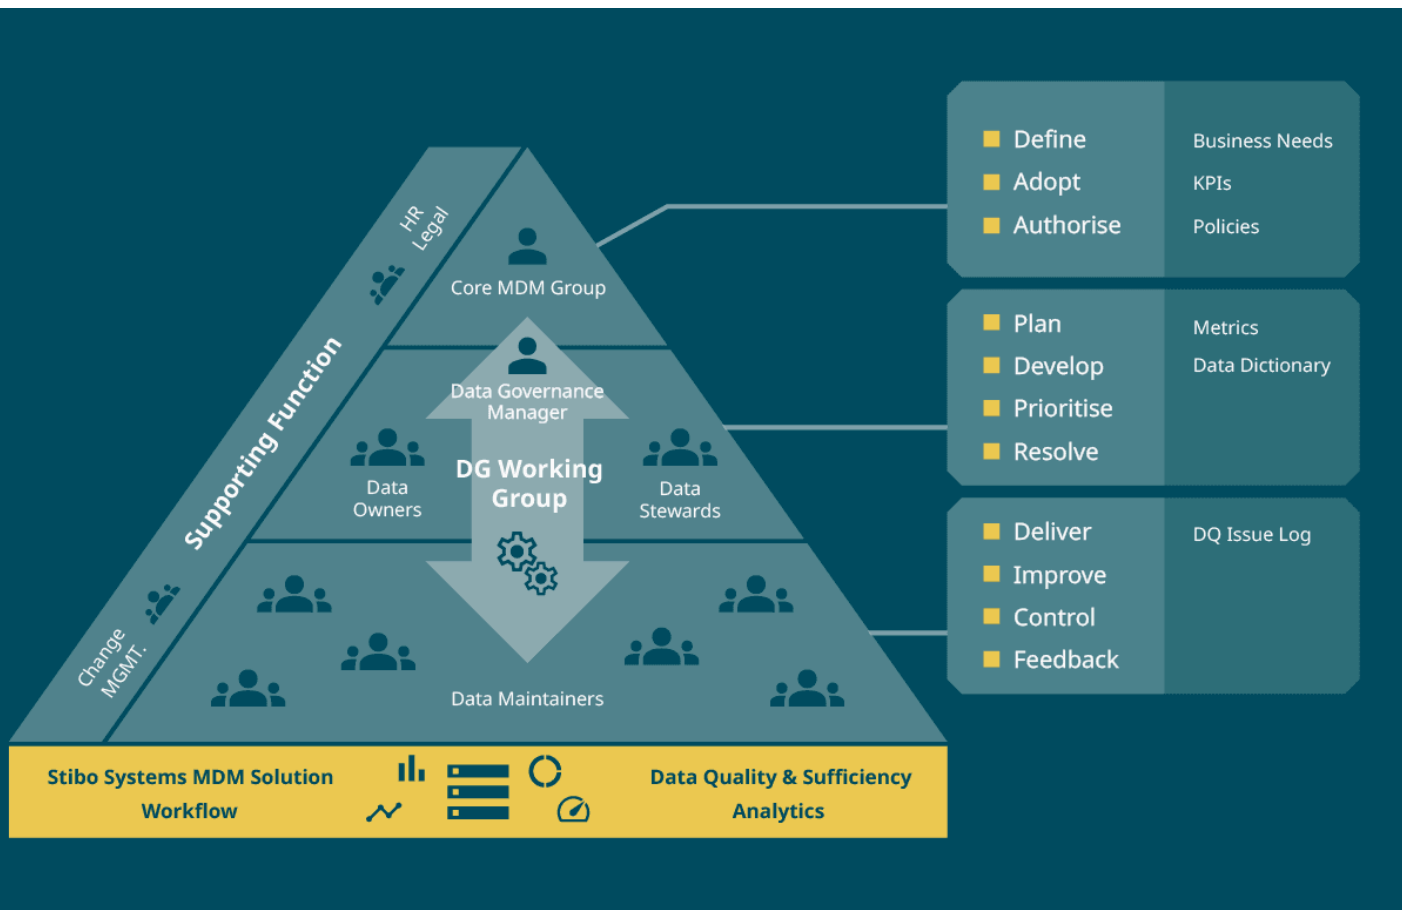 Define
Business Needs
Adopt
KPIs
Authorise
Policies
HR
Legal
Core MDM Group
Supporting Function
Plan
Metrics
Develop
Data Dictionary
Prioritise
Resolve
Data Governance
Manager
DG Working
Group
Data
Owners
Data
Stewards
Deliver
DQ Issue Log
Improve
Control
Feedback
Change
MGMT.
Data Maintainers
Stibo Systems MDM Solution
Workflow
Data Quality & Sufficiency
Analytics